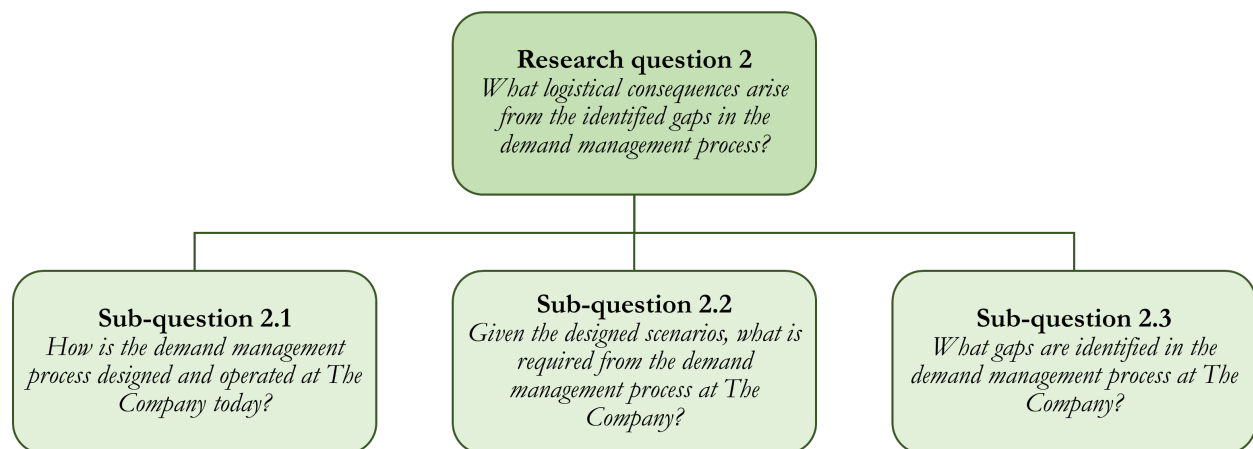 Research question 2
What logistical consequences arise
from the identified gaps in the
demand management process?
Sub-question 2.1
How is the demand management
process designed and operated at The
Company today?
Sub-question 2.2
Given the designed scenarios, what is
required from the demand
management process at The
Company?
Sub-question 2.3
What gaps are identified in the
demand management process at The
Company?